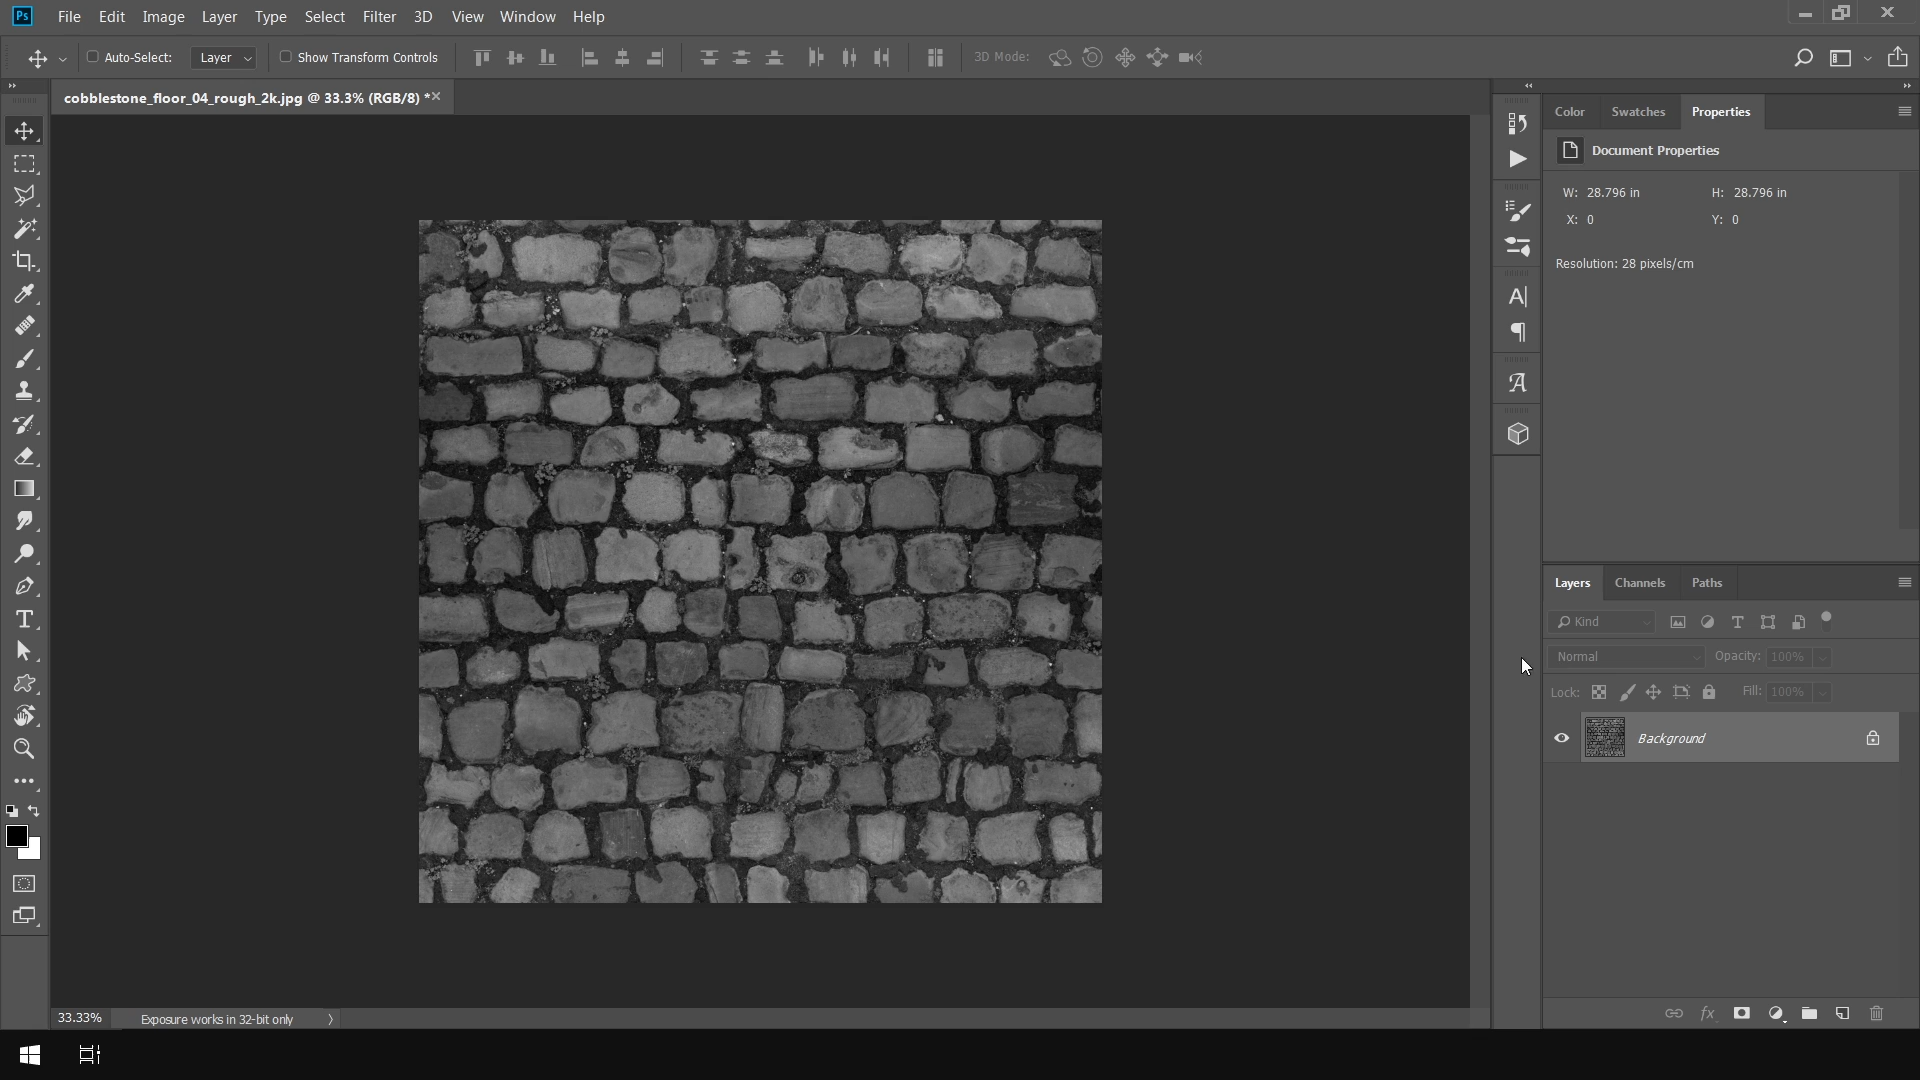 Ps File Edit Image Layer Type Select Filter 3D View Window Help
Auto-Select: Layer Show Transform Controls 3D Mode:
cobblestone_floor_04_rough_2k.jpg @ 33.3% (RGB/8) *
Color Swatches Properties
Document Properties
W: 28.796 in H: 28.796 in
X: 0 Y: 0
Resolution: 28 pixels/cm
Layers Channels Paths
Kind
Normal Opacity: 100%
Lock: Fill: 100%
Background
33.33% Exposure works in 32-bit only